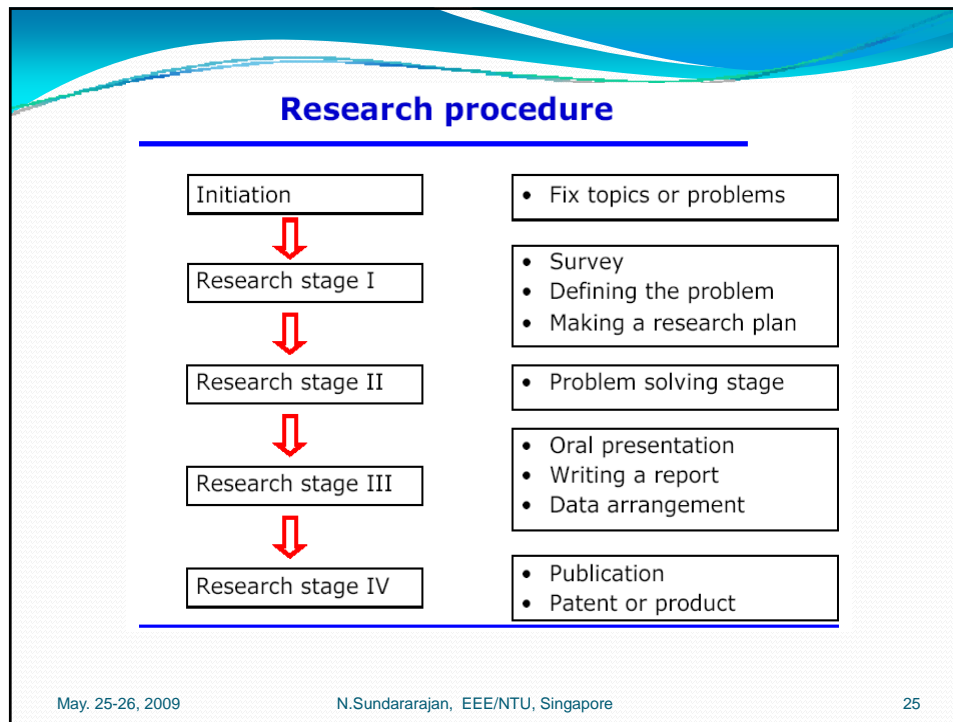 Research procedure
Initiation
• Fix topics or problems
Research stage I
• Survey
• Defining the problem
• Making a research plan
Research stage II
• Problem solving stage
Research stage III
• Oral presentation
• Writing a report
• Data arrangement
Research stage IV
• Publication
• Patent or product
May. 25-26, 2009
N.Sundararajan, EEE/NTU, Singapore
25